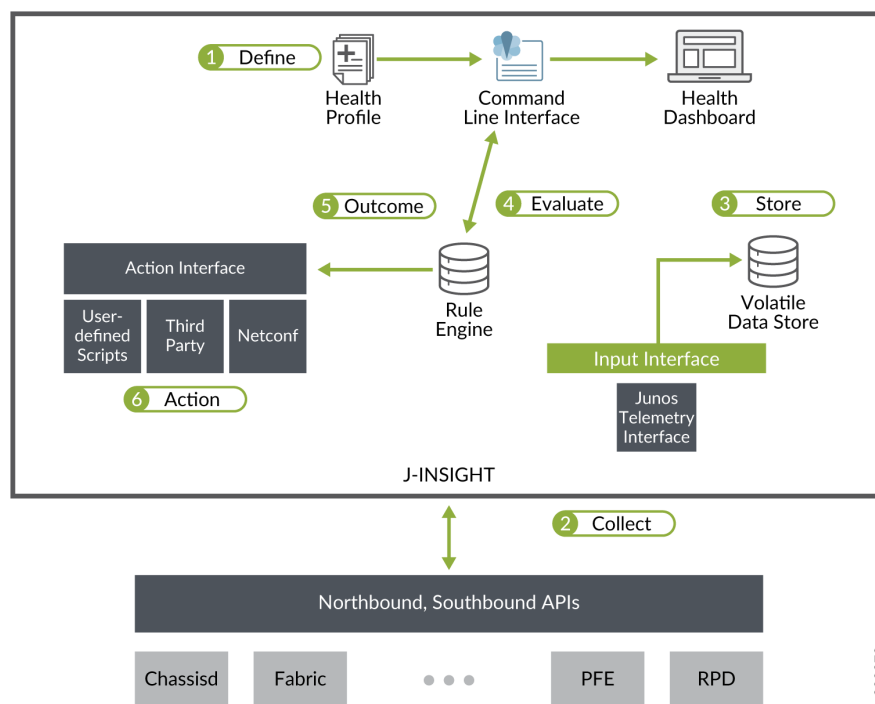 1 Define
Health
Profile
Command
Line Interface
Health
Dashboard
5 Outcome
4 Evaluate
3 Store
Action Interface
User-
defined
Scripts
Third
Party
Netconf
Rule
Engine
Volatile
Data Store
Input Interface
6 Action
Junos
Telemetry
Interface
J-INSIGHT
2 Collect
Northbound, Southbound APIs
Chassisd
Fabric
PFE
RPD